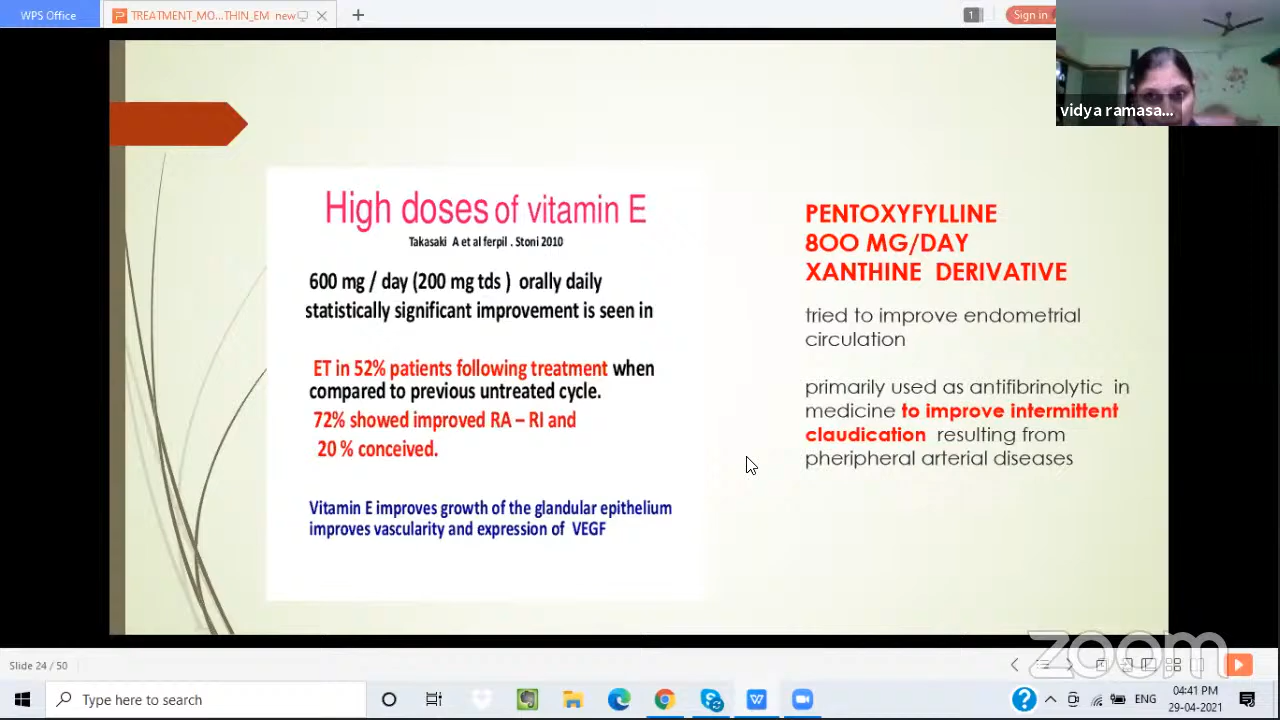 WPS Office
TREATMENT_MO...THIN_EM new
1
Sign in
vidya ramasa...
High doses of vitamin E
Takasaki A et al ferpil . Stoni 2010
600 mg / day (200 mg tds ) orally daily
statistically significant improvement is seen in
ET in 52% patients following treatment when
compared to previous untreated cycle.
72% showed improved RA – RI and
20 % conceived.
Vitamin E improves growth of the glandular epithelium
improves vascularity and expression of VEGF
PENTOXYFYLLINE
8OO MG/DAY
XANTHINE DERIVATIVE
tried to improve endometrial
circulation
primarily used as antifibrinolytic in
medicine to improve intermittent
claudication resulting from
pheripheral arterial diseases
zoom
Slide 24 / 50
Type here to search
ENG
04:41 PM
29-04-2021